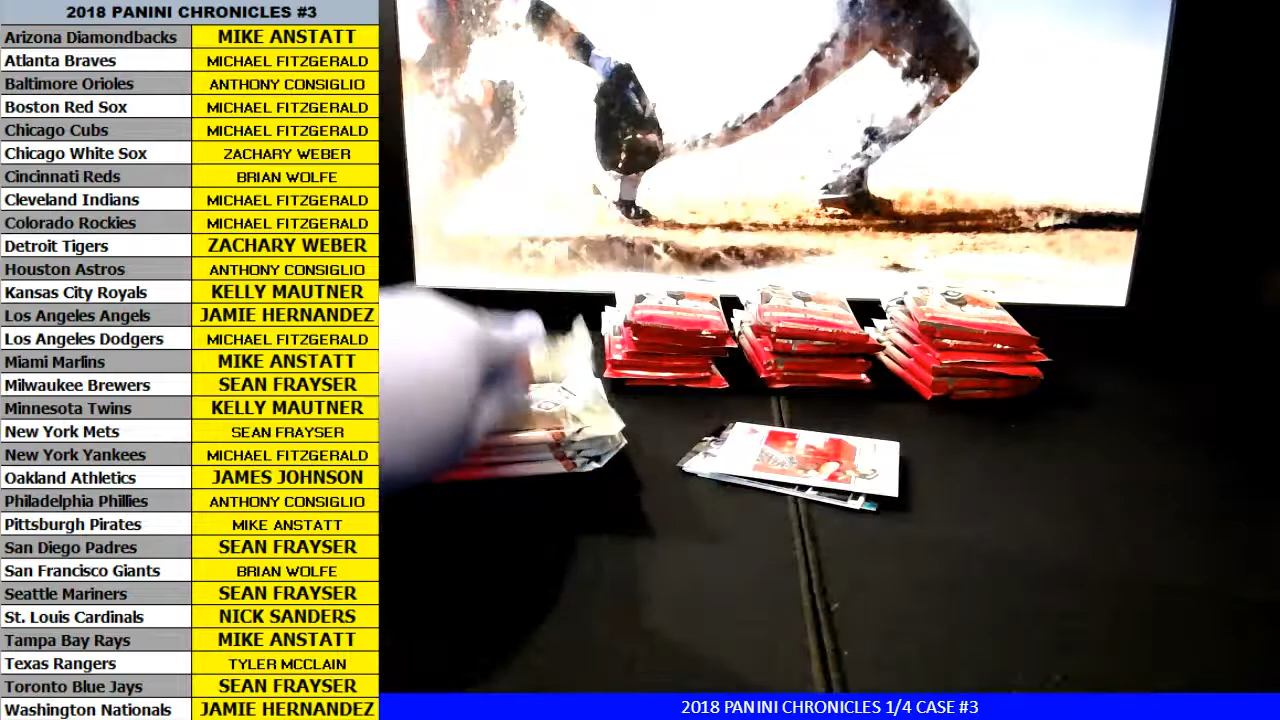 2018 PANINI CHRONICLES #3
Arizona Diamondbacks MIKE ANSTATT
Atlanta Braves MICHAEL FITZGERALD
Baltimore Orioles ANTHONY CONSIGLIO
Boston Red Sox MICHAEL FITZGERALD
Chicago Cubs MICHAEL FITZGERALD
Chicago White Sox ZACHARY WEBER
Cincinnati Reds BRIAN WOLFE
Cleveland Indians MICHAEL FITZGERALD
Colorado Rockies MICHAEL FITZGERALD
Detroit Tigers ZACHARY WEBER
Houston Astros ANTHONY CONSIGLIO
Kansas City Royals KELLY MAUTNER
Los Angeles Angels JAMIE HERNANDEZ
Los Angeles Dodgers MICHAEL FITZGERALD
Miami Marlins MIKE ANSTATT
Milwaukee Brewers SEAN FRAYSER
Minnesota Twins KELLY MAUTNER
New York Mets SEAN FRAYSER
New York Yankees MICHAEL FITZGERALD
Oakland Athletics JAMES JOHNSON
Philadelphia Phillies ANTHONY CONSIGLIO
Pittsburgh Pirates MIKE ANSTATT
San Diego Padres SEAN FRAYSER
San Francisco Giants BRIAN WOLFE
Seattle Mariners SEAN FRAYSER
St. Louis Cardinals NICK SANDERS
Tampa Bay Rays MIKE ANSTATT
Texas Rangers TYLER MCCLAIN
Toronto Blue Jays SEAN FRAYSER
Washington Nationals JAMIE HERNANDEZ
2018 PANINI CHRONICLES 1/4 CASE #3